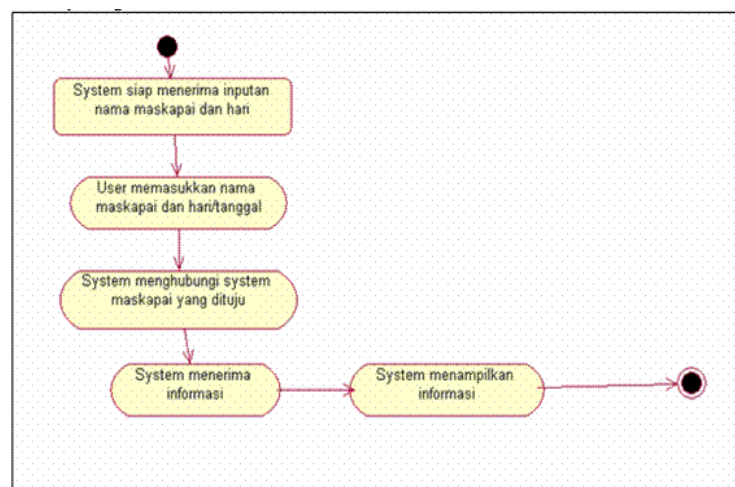 System siap menerima inputan
nama maskapai dan hari
User memasukkan nama
maskapai dan hari/tanggal
System menghubungi system
maskapai yang dituju
System menerima
informasi
System menampilkan
informasi